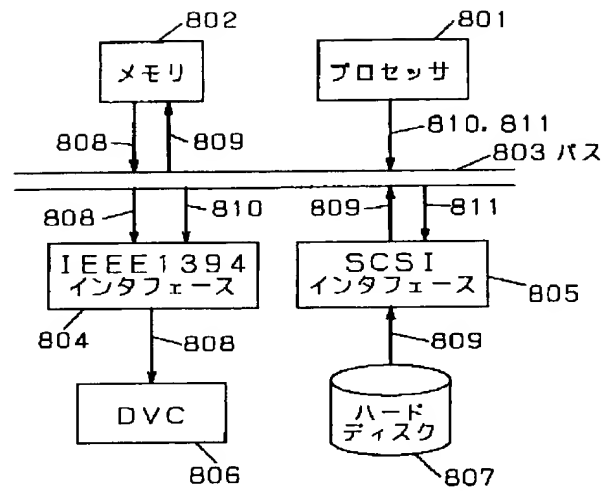 802
メモリ
801
プロセッサ
808
809
810, 811
803 バス
808
810
809
811
IEEE1394
インタフェース
804
SCSI
インタフェース
805
808
809
DVC
806
ハード
ディスク
807